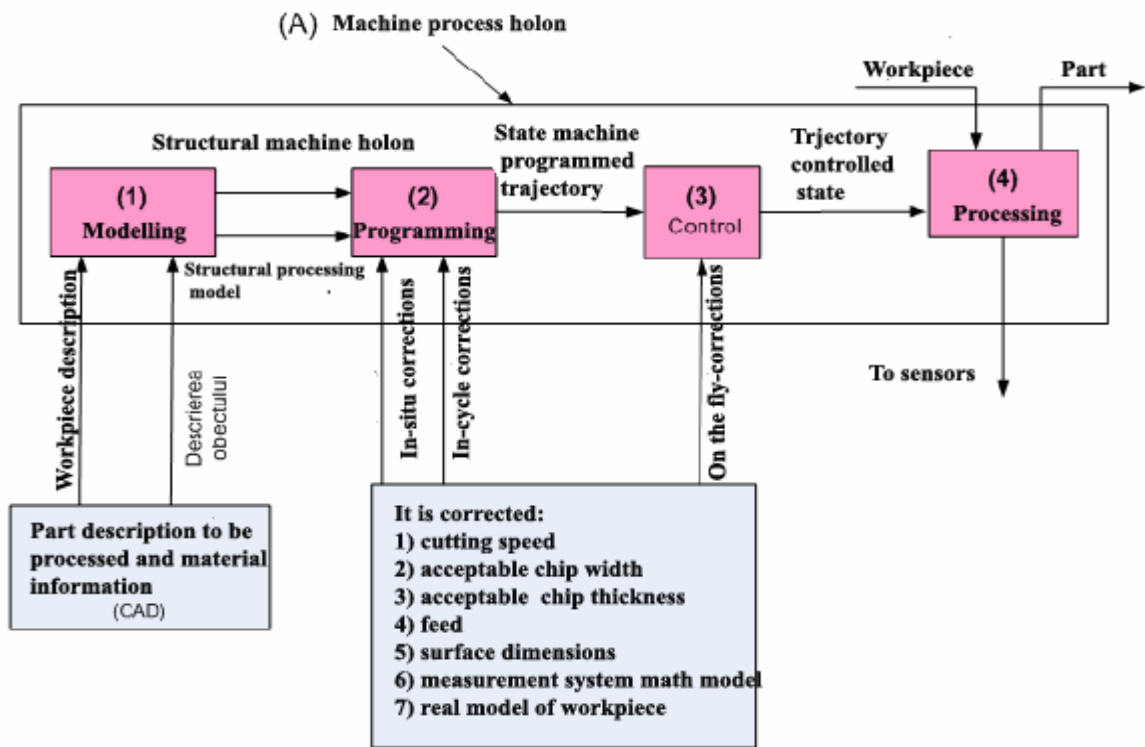 (A) Machine process holon
Workpiece
Part
Structural machine holon
State machine
programmed
trajectory
Trjectory
controlled
state
(1)
Modelling
(2)
Programming
(3)
Control
(4)
Processing
Structural processing
model
Workpiece description
Descrierea
obectulul
In-situ corrections
In-cycle corrections
On the fly-corrections
To sensors
Part description to be
processed and material
information
(CAD)
It is corrected:
1) cutting speed
2) acceptable chip width
3) acceptable chip thickness
4) feed
5) surface dimensions
6) measurement system math model
7) real model of workpiece